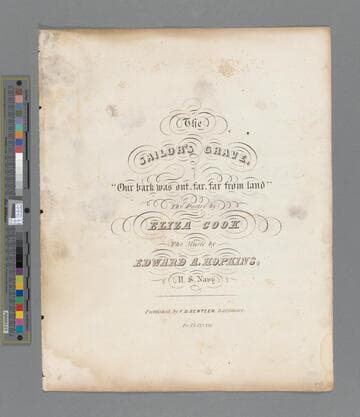 The
SAILOR'S GRAVE,
or
"Our bark was out far, far from land"
The Poetry by
ELIZA COOK
The Music by
EDWARD A. HOPKINS,
U. S. Navy
Published by F. D. BENTEEN, Baltimore.